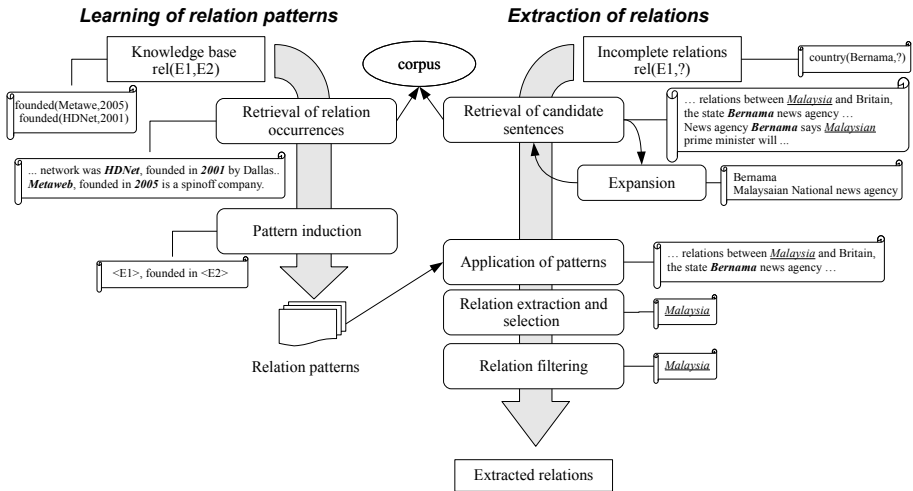 Learning of relation patterns
Knowledge base
rel(E1,E2)
founded(Metawe,2005)
founded(HDNet,2001)
Retrieval of relation
occurrences
... network was HDNet, founded in 2001 by Dallas..
Metaweb, founded in 2005 is a spinoff company.
Pattern induction
<E1>, founded in <E2>
Relation patterns
corpus
Extraction of relations
Incomplete relations
rel(E1,?)
country(Bernama,?)
Retrieval of candidate
sentences
… relations between Malaysia and Britain,
the state Bernama news agency …
News agency Bernama says Malaysian
prime minister will ...
Expansion
Bernama
Malaysaian National news agency
Application of patterns
… relations between Malaysia and Britain,
the state Bernama news agency …
Relation extraction and
selection
Malaysia
Relation filtering
Malaysia
Extracted relations